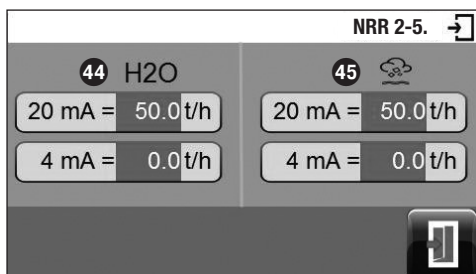 NRR 2-5.
44 H2O
20 mA = 50.0 t/h
4 mA = 0.0 t/h
45
20 mA = 50.0 t/h
4 mA = 0.0 t/h